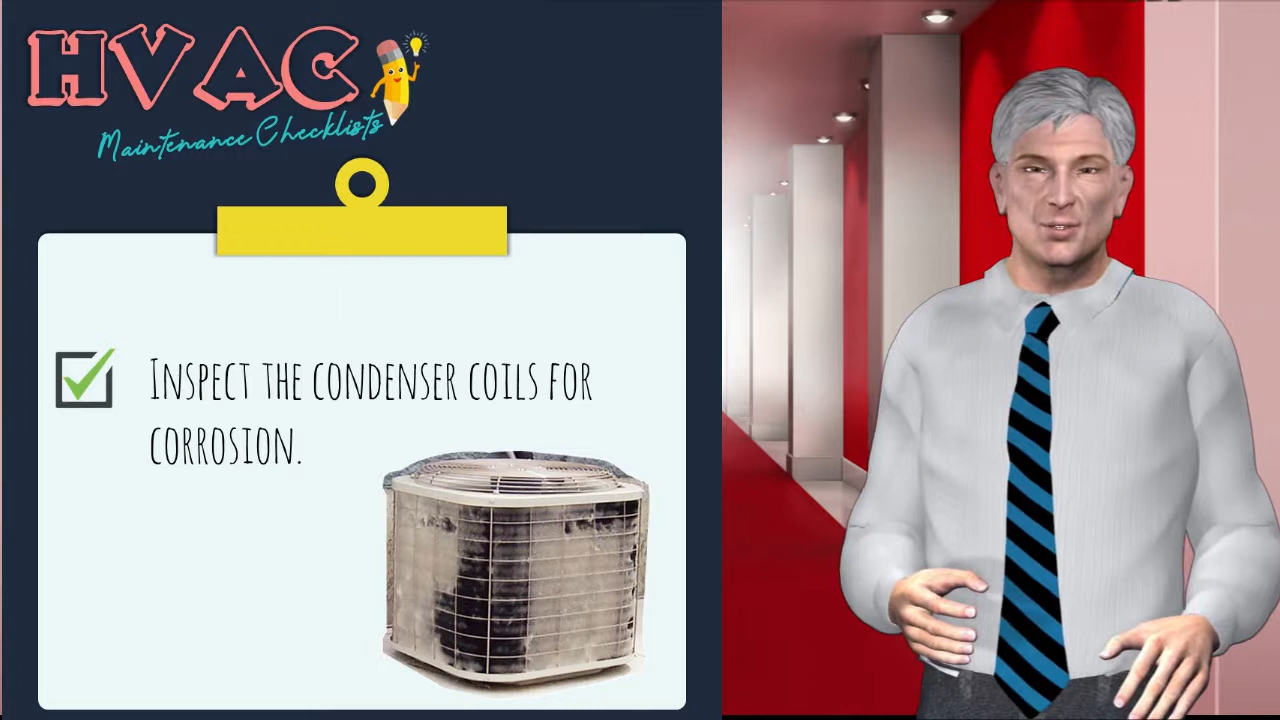 HVAC
Maintenance Checklists
INSPECT THE CONDENSER COILS FOR
CORROSION.